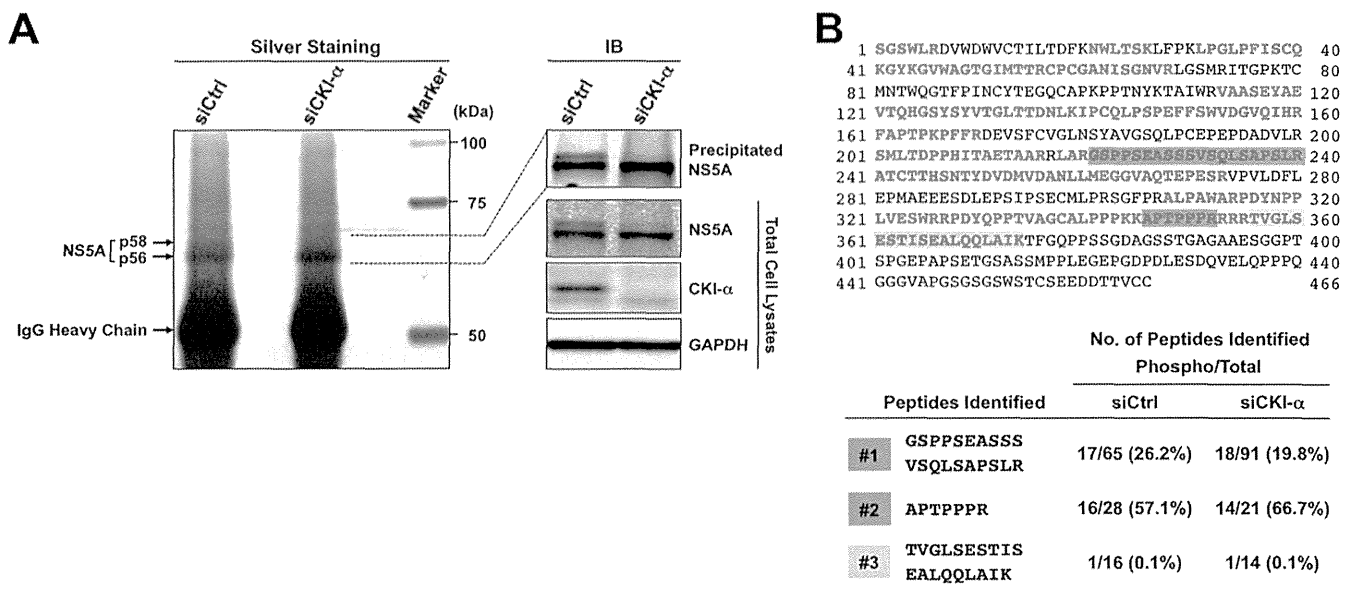 A
Silver Staining
IB
siCtrl
siCKI-α
Marker
(kDa)
siCtrl
siCKI-α
100
75
50
NS5A
p58
p56
IgG Heavy Chain
Precipitated
NS5A
NS5A
CKI-α
GAPDH
Total Cell Lysates
B
1 SGSWLRDVWDWVCTILTDFKNWLTSKLFPKLPGLPFISCQ 40
41 KGYKGVWAGTGIMTTRCPCGANISGNVRLGSMRITGPKTC 80
81 MNTWQGTFPINCYTEGQCAPKPPTNYKTAIWRVAASEYAE 120
121 VTQHGSYSYVTGLTTDNLKIPCQLPSPEFFSWVDGVQIHR 160
161 FAPTPKPFFRDEVSFCVGLNSYAVGSQLPCEPEPDADVLR 200
201 SMLTDPPHITAETAARRLARGSPPSEASSSVSQLSAPSLR 240
241 ATCTTHSNTYDVDMVDANLLMEGGVAQTEPESRVPVLDFL 280
281 EPMAEEESDLEPSIPSECMLPRSGFPRALPAWARPDYNPP 320
321 LVESWRRPDYQPPTVAGCALPPPKKAPTPPPRRRRTVGLS 360
361 ESTISEALQQLAIKTFGQPPSSGDAGSSTGAGAAESGGPT 400
401 SPGEPAPSETGSASSMPPLEGEPGDPDLESDQVELQPPPQ 440
441 GGGVAPGSGSGSWSTCSEEDDTTVCC 466
No. of Peptides Identified
Phospho/Total
Peptides Identified
siCtrl
siCKI-α
#1
GSPPSEASSS
VSQLSAPSLR
17/65 (26.2%)
18/91 (19.8%)
#2
APTPPPR
16/28 (57.1%)
14/21 (66.7%)
#3
TVGLSESTIS
EALQQLAIK
1/16 (0.1%)
1/14 (0.1%)